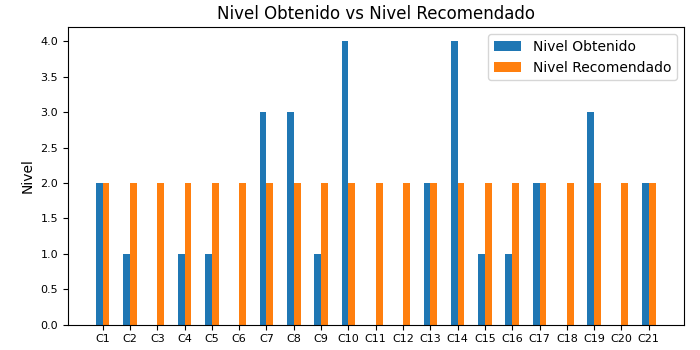 Nivel Obtenido vs Nivel Recomendado
Nivel Obtenido
Nivel Recomendado
Nivel
4.0
3.5
3.0
2.5
2.0
1.5
1.0
0.5
0.0
C1 C2 C3 C4 C5 C6 C7 C8 C9 C10 C11 C12 C13 C14 C15 C16 C17 C18 C19 C20 C21